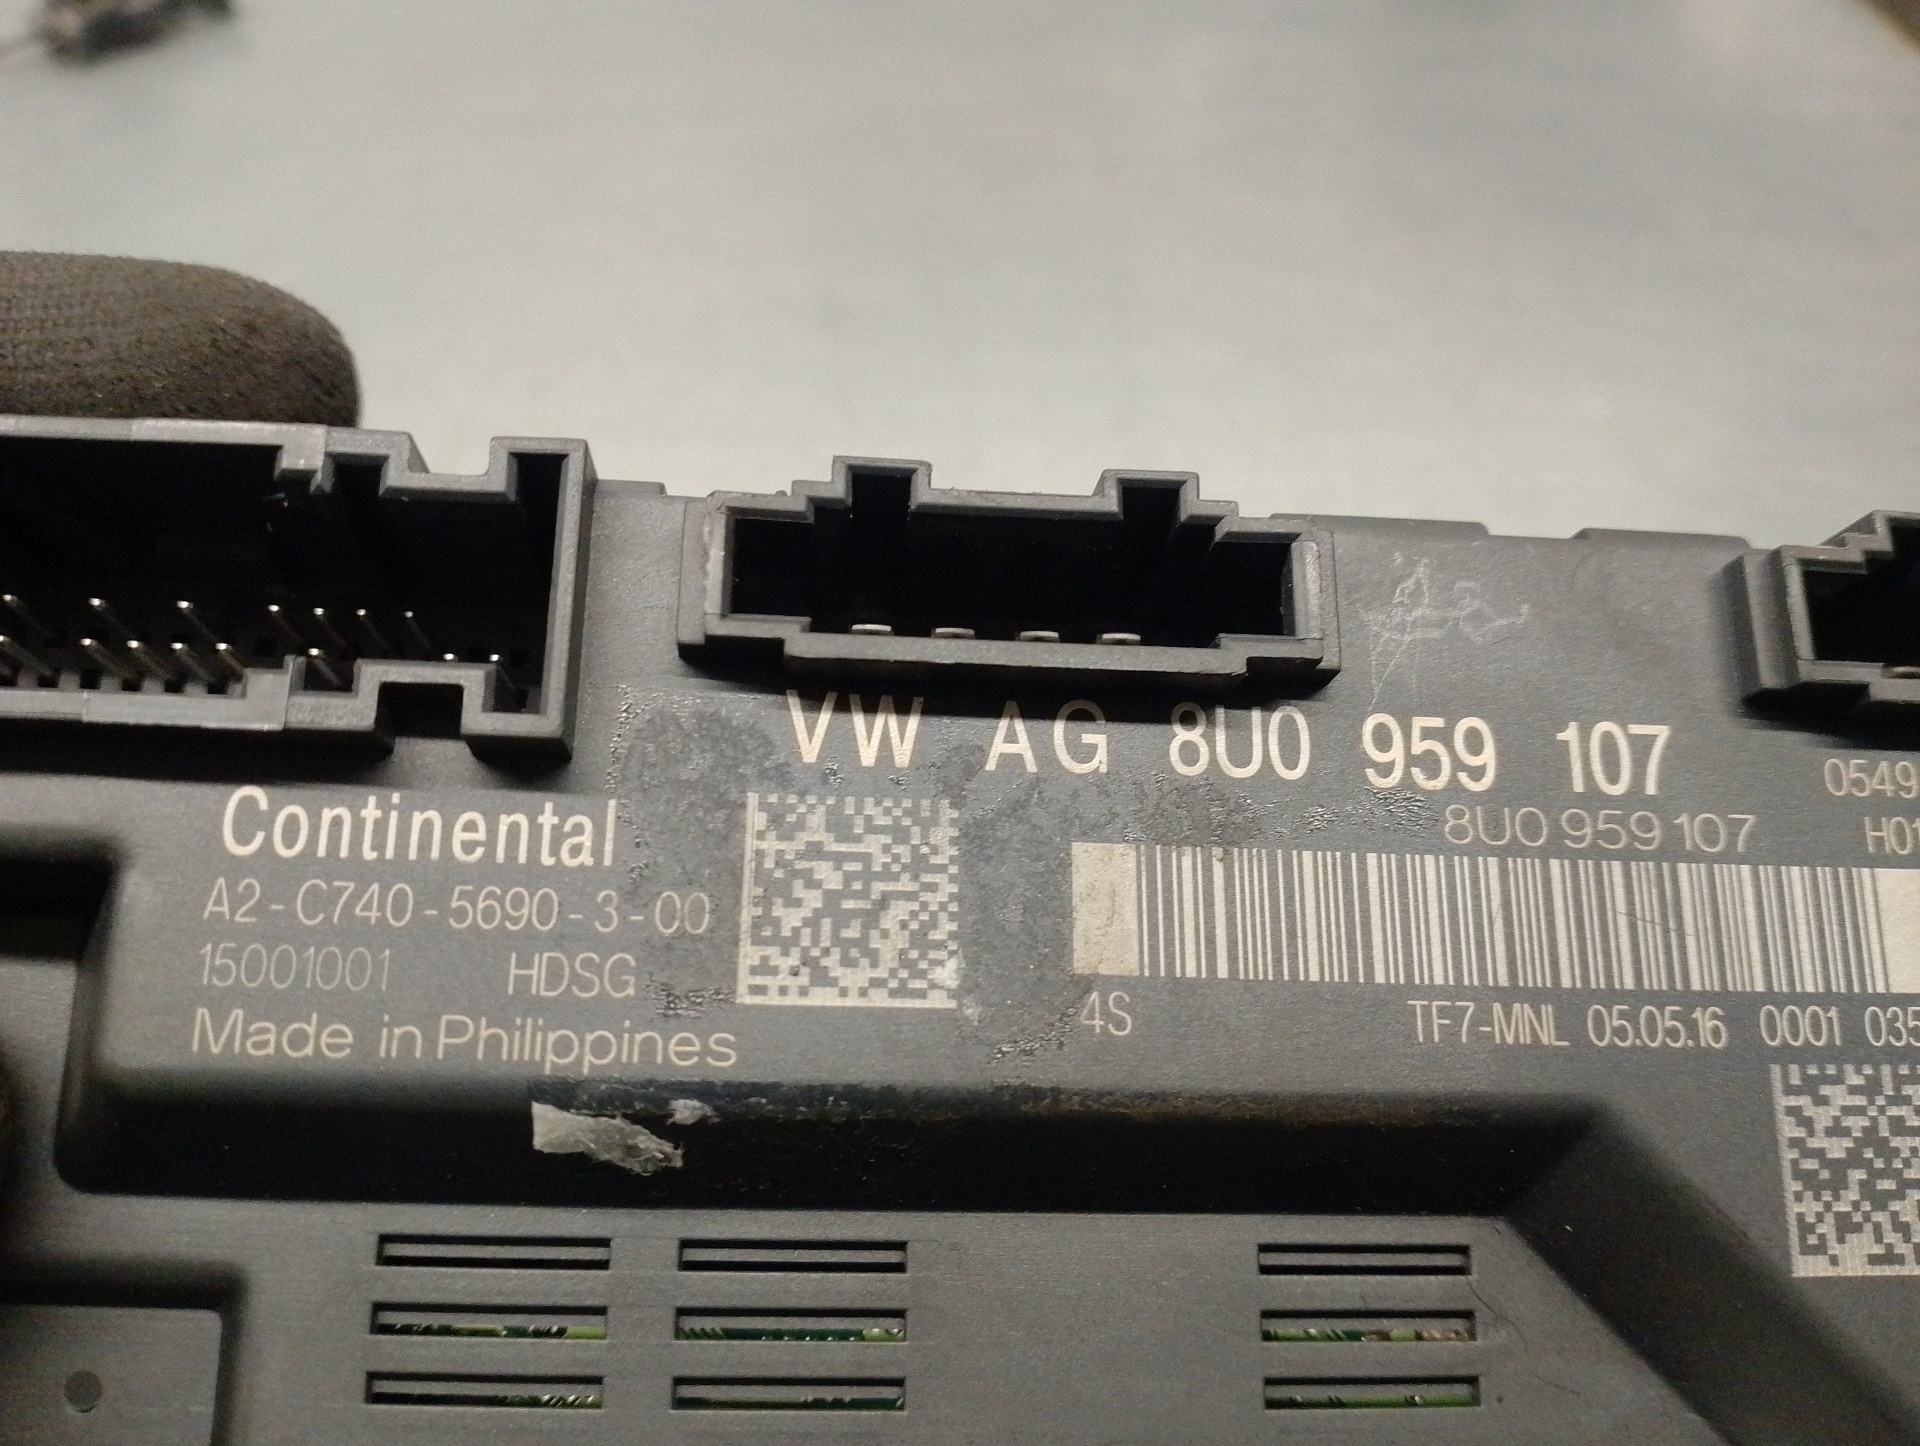 VW AG 8U0 959 107
0549
8U0 959 107
H01
Continental
A2-C740-5690-3-00
15001001 HDSG
Made in Philippines
4S
TF7-MNL 05.05.16 0001 035